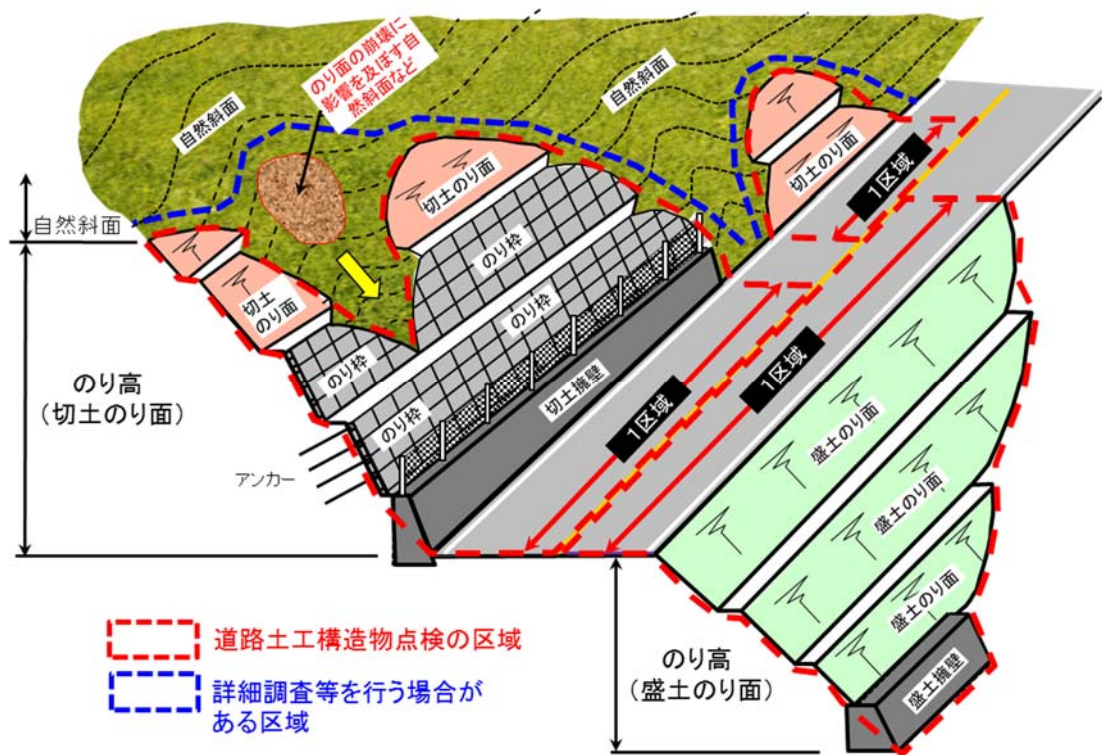 のり面の崩壊に
影響を及ぼす自
然斜面など
自然斜面
自然斜面
自然斜面
切土のり面
切土のり面
切土のり面
1区域
切土
のり面
のり枠
のり枠
のり枠
のり枠
切土擁壁
1区域
1区域
のり高
(切土のり面)
アンカー
盛土のり面
盛土のり面
盛土のり面
盛土擁壁
のり高
(盛土のり面)
道路土工構造物点検の区域
詳細調査等を行う場合が
ある区域